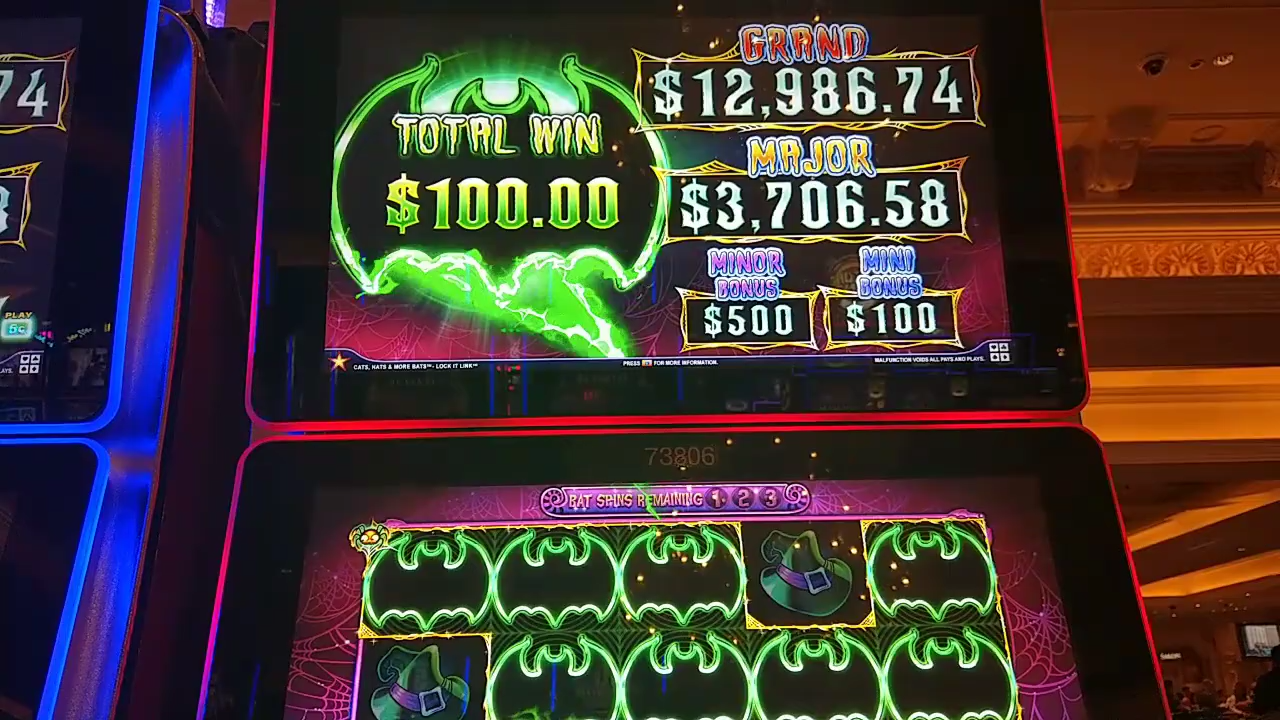 74
PLAY
5¢
GRAND
$12,986.74
TOTAL WIN
$100.00
MAJOR
$3,706.58
MINOR
BONUS
$500
MINI
BONUS
$100
CATS, HATS & MORE BATS™- LOCK IT LINK™
PRESS FOR MORE INFORMATION.
MALFUNCTION VOIDS ALL PAYS AND PLAYS.
73806
BAT SPINS REMAINING 1 2 3